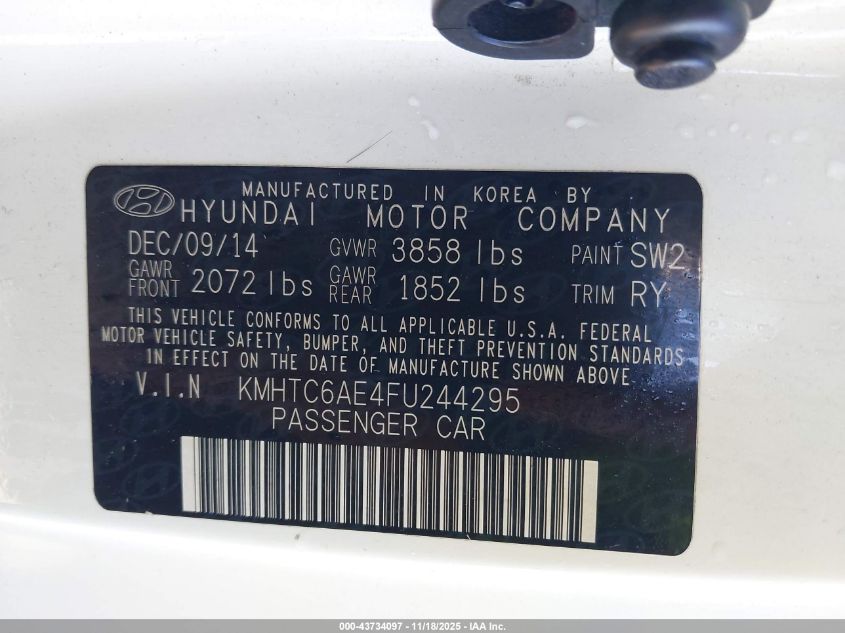 MANUFACTURED IN KOREA BY
HYUNDAI MOTOR COMPANY
DEC/09/14 GVWR 3858 lbs PAINT SW2
GAWR FRONT 2072 lbs GAWR REAR 1852 lbs TRIM RY
THIS VEHICLE CONFORMS TO ALL APPLICABLE U.S.A. FEDERAL
MOTOR VEHICLE SAFETY, BUMPER, AND THEFT PREVENTION STANDARDS
IN EFFECT ON THE DATE OF MANUFACTURE SHOWN ABOVE
V.I.N KMHTC6AE4FU244295
PASSENGER CAR
000-43734097 - 11/18/2025 - IAA Inc.